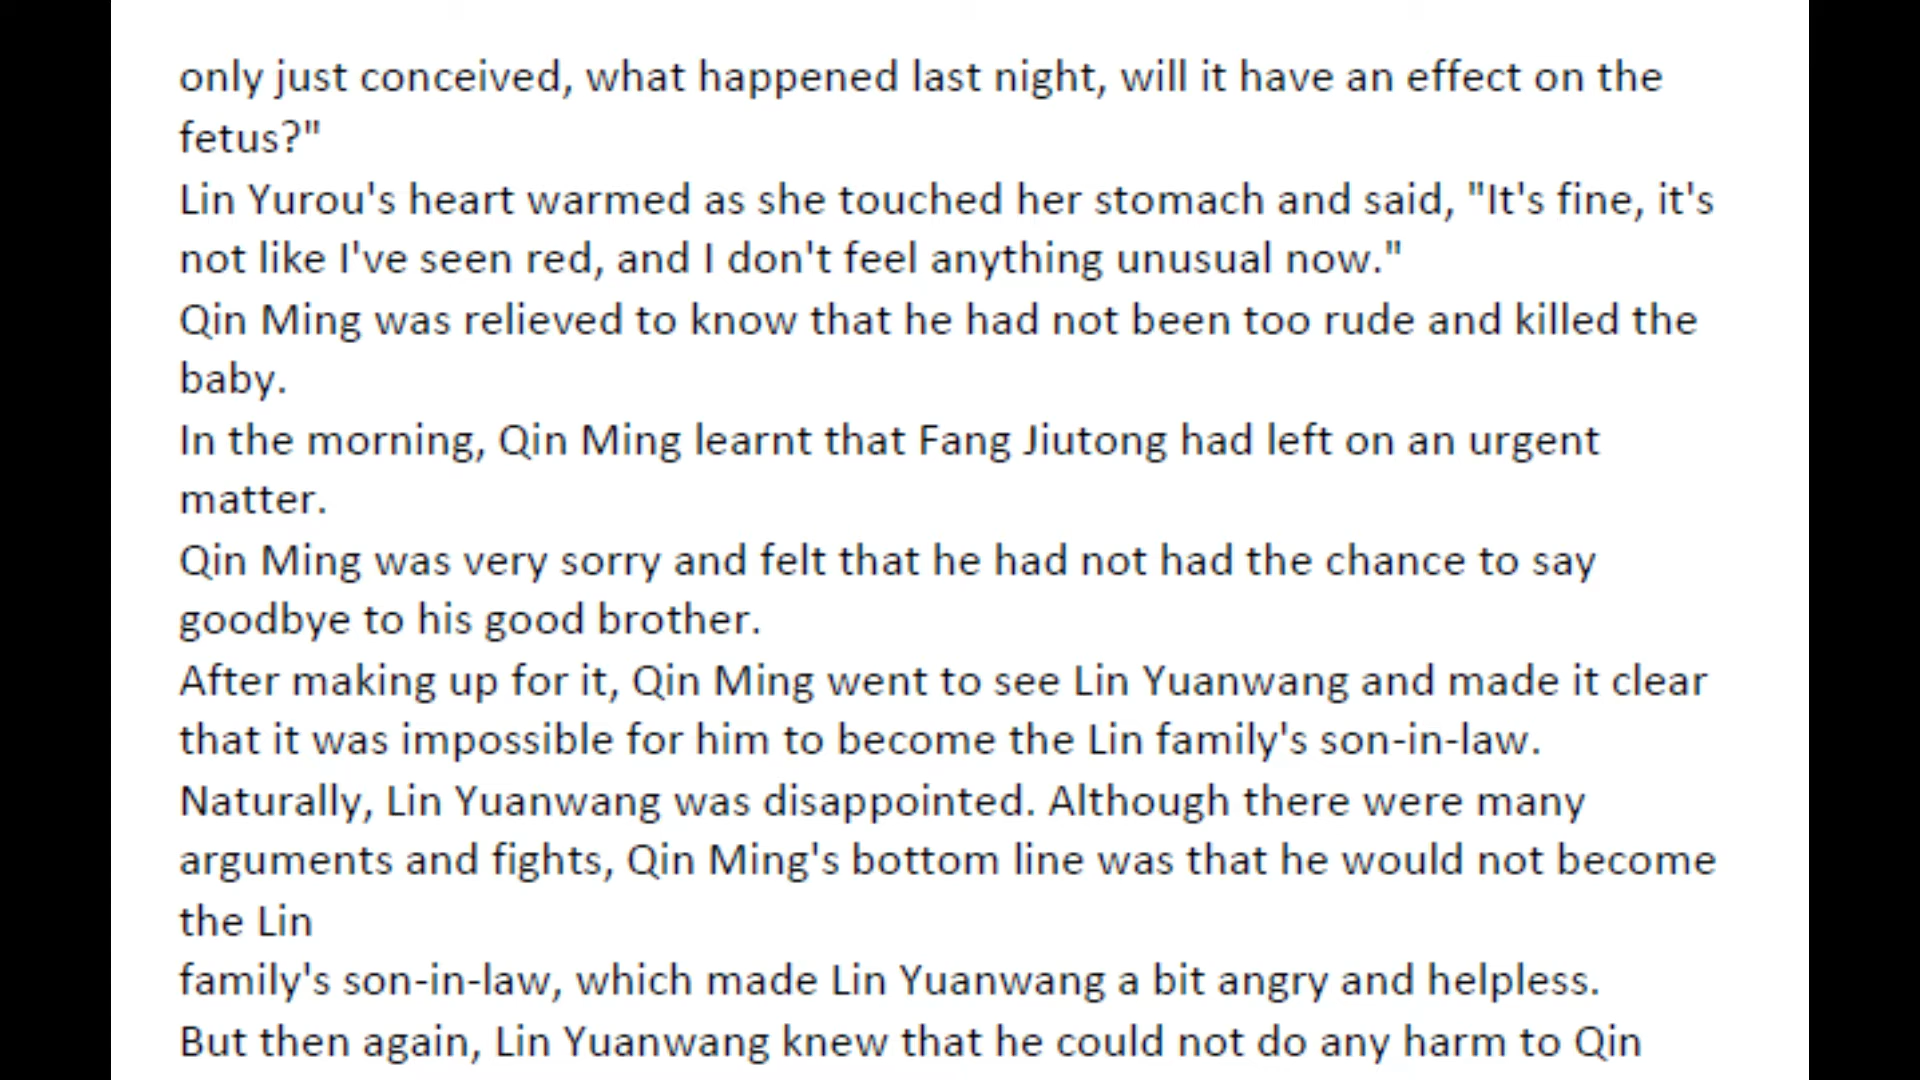 only just conceived, what happened last night, will it have an effect on the
fetus?"
Lin Yurou's heart warmed as she touched her stomach and said, "It's fine, it's
not like I've seen red, and I don't feel anything unusual now."
Qin Ming was relieved to know that he had not been too rude and killed the
baby.
In the morning, Qin Ming learnt that Fang Jiutong had left on an urgent
matter.
Qin Ming was very sorry and felt that he had not had the chance to say
goodbye to his good brother.
After making up for it, Qin Ming went to see Lin Yuanwang and made it clear
that it was impossible for him to become the Lin family's son-in-law.
Naturally, Lin Yuanwang was disappointed. Although there were many
arguments and fights, Qin Ming's bottom line was that he would not become
the Lin
family's son-in-law, which made Lin Yuanwang a bit angry and helpless.
But then again, Lin Yuanwang knew that he could not do any harm to Qin